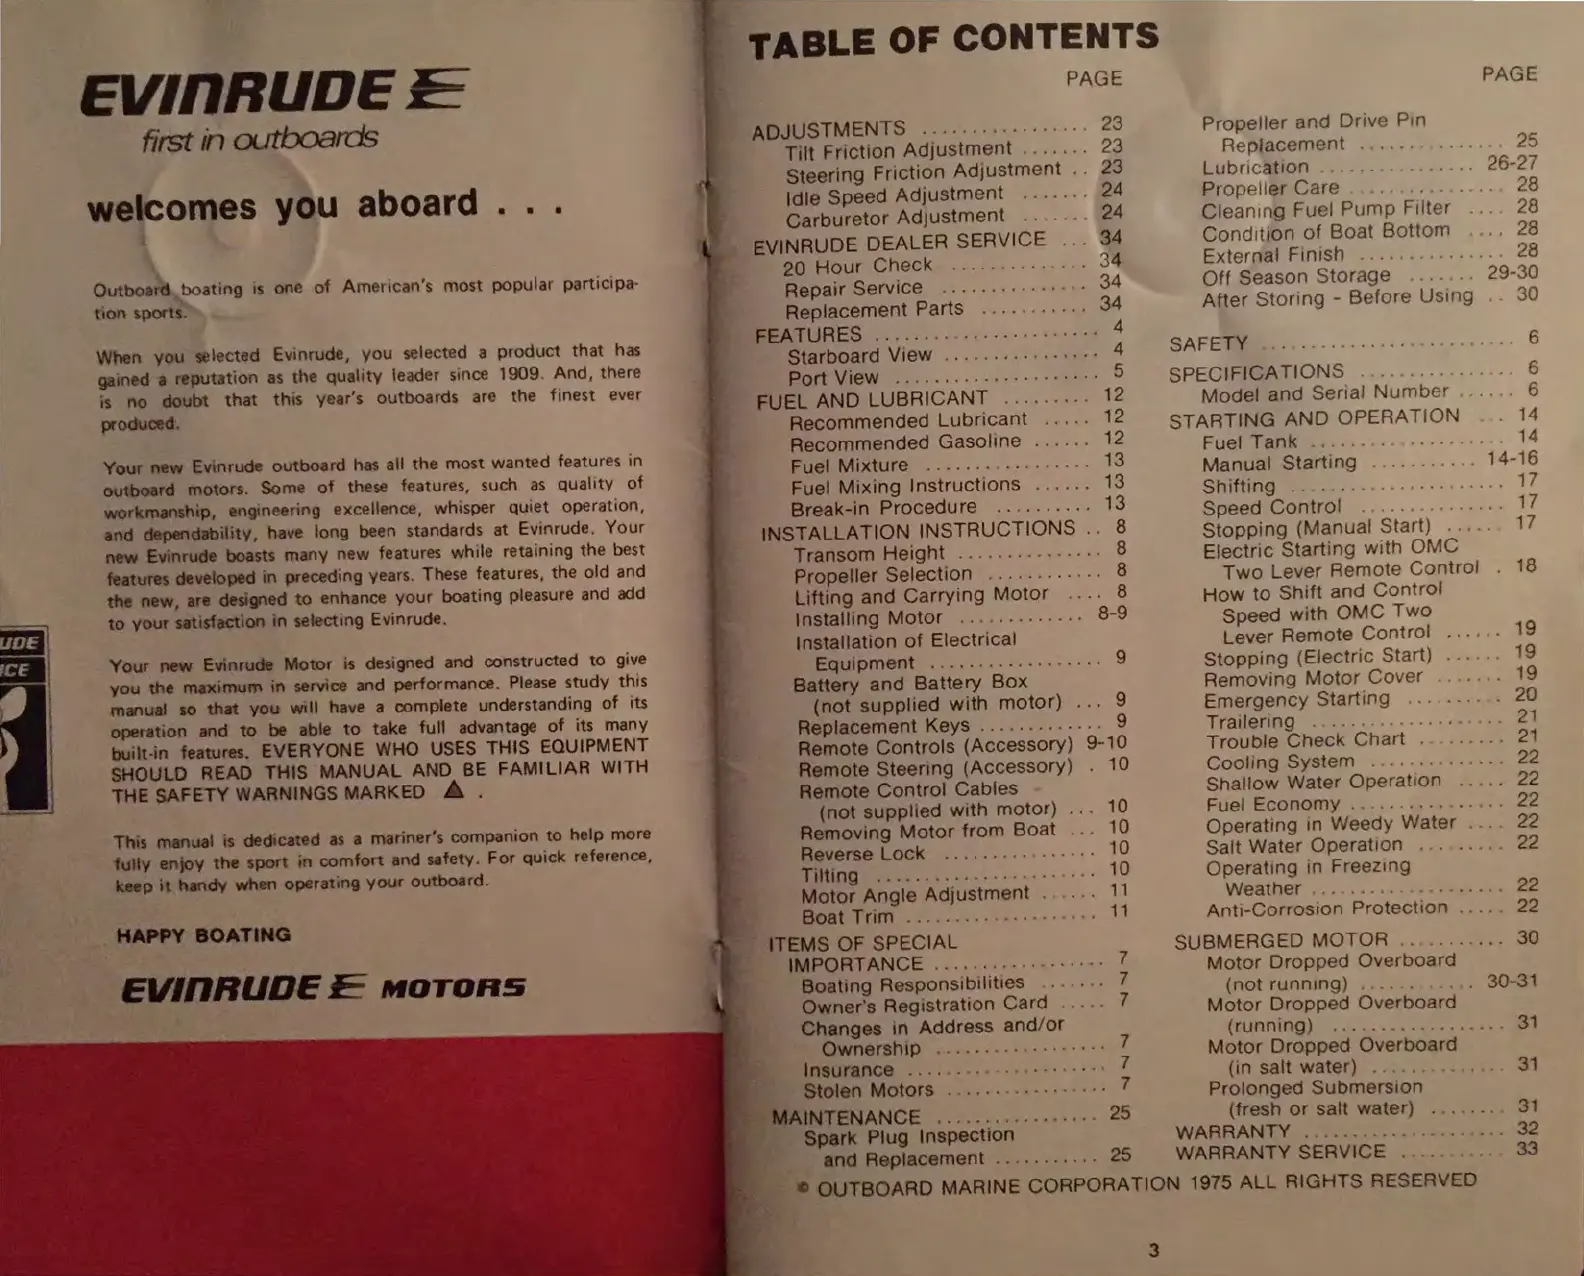 EVINRUDE E
first in outboards
welcomes you aboard . . .
Outboard boating is one of American's most popular participa-
tion sports.
When you selected Evinrude, you selected a product that has
gained a reputation as the quality leader since 1909. And, there
is no doubt that this year's outboards are the finest ever
produced.
Your new Evinrude outboard has all the most wanted features in
outboard motors. Some of these features, such as quality of
workmanship, engineering excellence, whisper quiet operation,
and dependability, have long been standards at Evinrude. Your
new Evinrude boasts many new features while retaining the best
features developed in preceding years. These features, the old and
the new, are designed to enhance your boating pleasure and add
to your satisfaction in selecting Evinrude.
Your new Evinrude Motor is designed and constructed to give
you the maximum in service and performance. Please study this
manual so that you will have a complete understanding of its
operation and to be able to take full advantage of its many
built-in features. EVERYONE WHO USES THIS EQUIPMENT
SHOULD READ THIS MANUAL AND BE FAMILIAR WITH
THE SAFETY WARNINGS MARKED ⚠ .
This manual is dedicated as a mariner's companion to help more
fully enjoy the sport in comfort and safety. For quick reference,
keep it handy when operating your outboard.
HAPPY BOATING
EVINRUDE E MOTORS
UDE
ICE
TABLE OF CONTENTS
PAGE
ADJUSTMENTS ................. 23
Tilt Friction Adjustment ....... 23
Steering Friction Adjustment .. 23
Idle Speed Adjustment ....... 24
Carburetor Adjustment ....... 24
EVINRUDE DEALER SERVICE ... 34
20 Hour Check .............. 34
Repair Service ............... 34
Replacement Parts ........... 34
FEATURES ....................... 4
Starboard View ................ 4
Port View ..................... 5
FUEL AND LUBRICANT ......... 12
Recommended Lubricant ..... 12
Recommended Gasoline ...... 12
Fuel Mixture ................. 13
Fuel Mixing Instructions ...... 13
Break-in Procedure .......... 13
INSTALLATION INSTRUCTIONS .. 8
Transom Height ............... 8
Propeller Selection ............ 8
Lifting and Carrying Motor .... 8
Installing Motor ............. 8-9
Installation of Electrical
Equipment .................. 9
Battery and Battery Box
(not supplied with motor) ... 9
Replacement Keys ............. 9
Remote Controls (Accessory) 9-10
Remote Steering (Accessory) . 10
Remote Control Cables
(not supplied with motor) ... 10
Removing Motor from Boat ... 10
Reverse Lock ................ 10
Tilting ....................... 10
Motor Angle Adjustment ...... 11
Boat Trim .................... 11
ITEMS OF SPECIAL
IMPORTANCE .................. 7
Boating Responsibilities ....... 7
Owner's Registration Card ..... 7
Changes in Address and/or
Ownership .................. 7
Insurance ..................... 7
Stolen Motors ................. 7
MAINTENANCE ................. 25
Spark Plug Inspection
and Replacement ........... 25
PAGE
Propeller and Drive Pin
Replacement ............... 25
Lubrication ................ 26-27
Propeller Care ................ 28
Cleaning Fuel Pump Filter .... 28
Condition of Boat Bottom .... 28
External Finish ............... 28
Off Season Storage ....... 29-30
After Storing - Before Using .. 30
SAFETY .......................... 6
SPECIFICATIONS ................ 6
Model and Serial Number ...... 6
STARTING AND OPERATION ... 14
Fuel Tank .................... 14
Manual Starting ........... 14-16
Shifting ...................... 17
Speed Control ............... 17
Stopping (Manual Start) ...... 17
Electric Starting with OMC
Two Lever Remote Control . 18
How to Shift and Control
Speed with OMC Two
Lever Remote Control ...... 19
Stopping (Electric Start) ...... 19
Removing Motor Cover ....... 19
Emergency Starting .......... 20
Trailering .................... 21
Trouble Check Chart ......... 21
Cooling System .............. 22
Shallow Water Operation ..... 22
Fuel Economy ................ 22
Operating in Weedy Water .... 22
Salt Water Operation ......... 22
Operating in Freezing
Weather .................... 22
Anti-Corrosion Protection ..... 22
SUBMERGED MOTOR ........... 30
Motor Dropped Overboard
(not running) ............ 30-31
Motor Dropped Overboard
(running) .................. 31
Motor Dropped Overboard
(in salt water) .............. 31
Prolonged Submersion
(fresh or salt water) ........ 31
WARRANTY ..................... 32
WARRANTY SERVICE ........... 33
© OUTBOARD MARINE CORPORATION 1975 ALL RIGHTS RESERVED
3